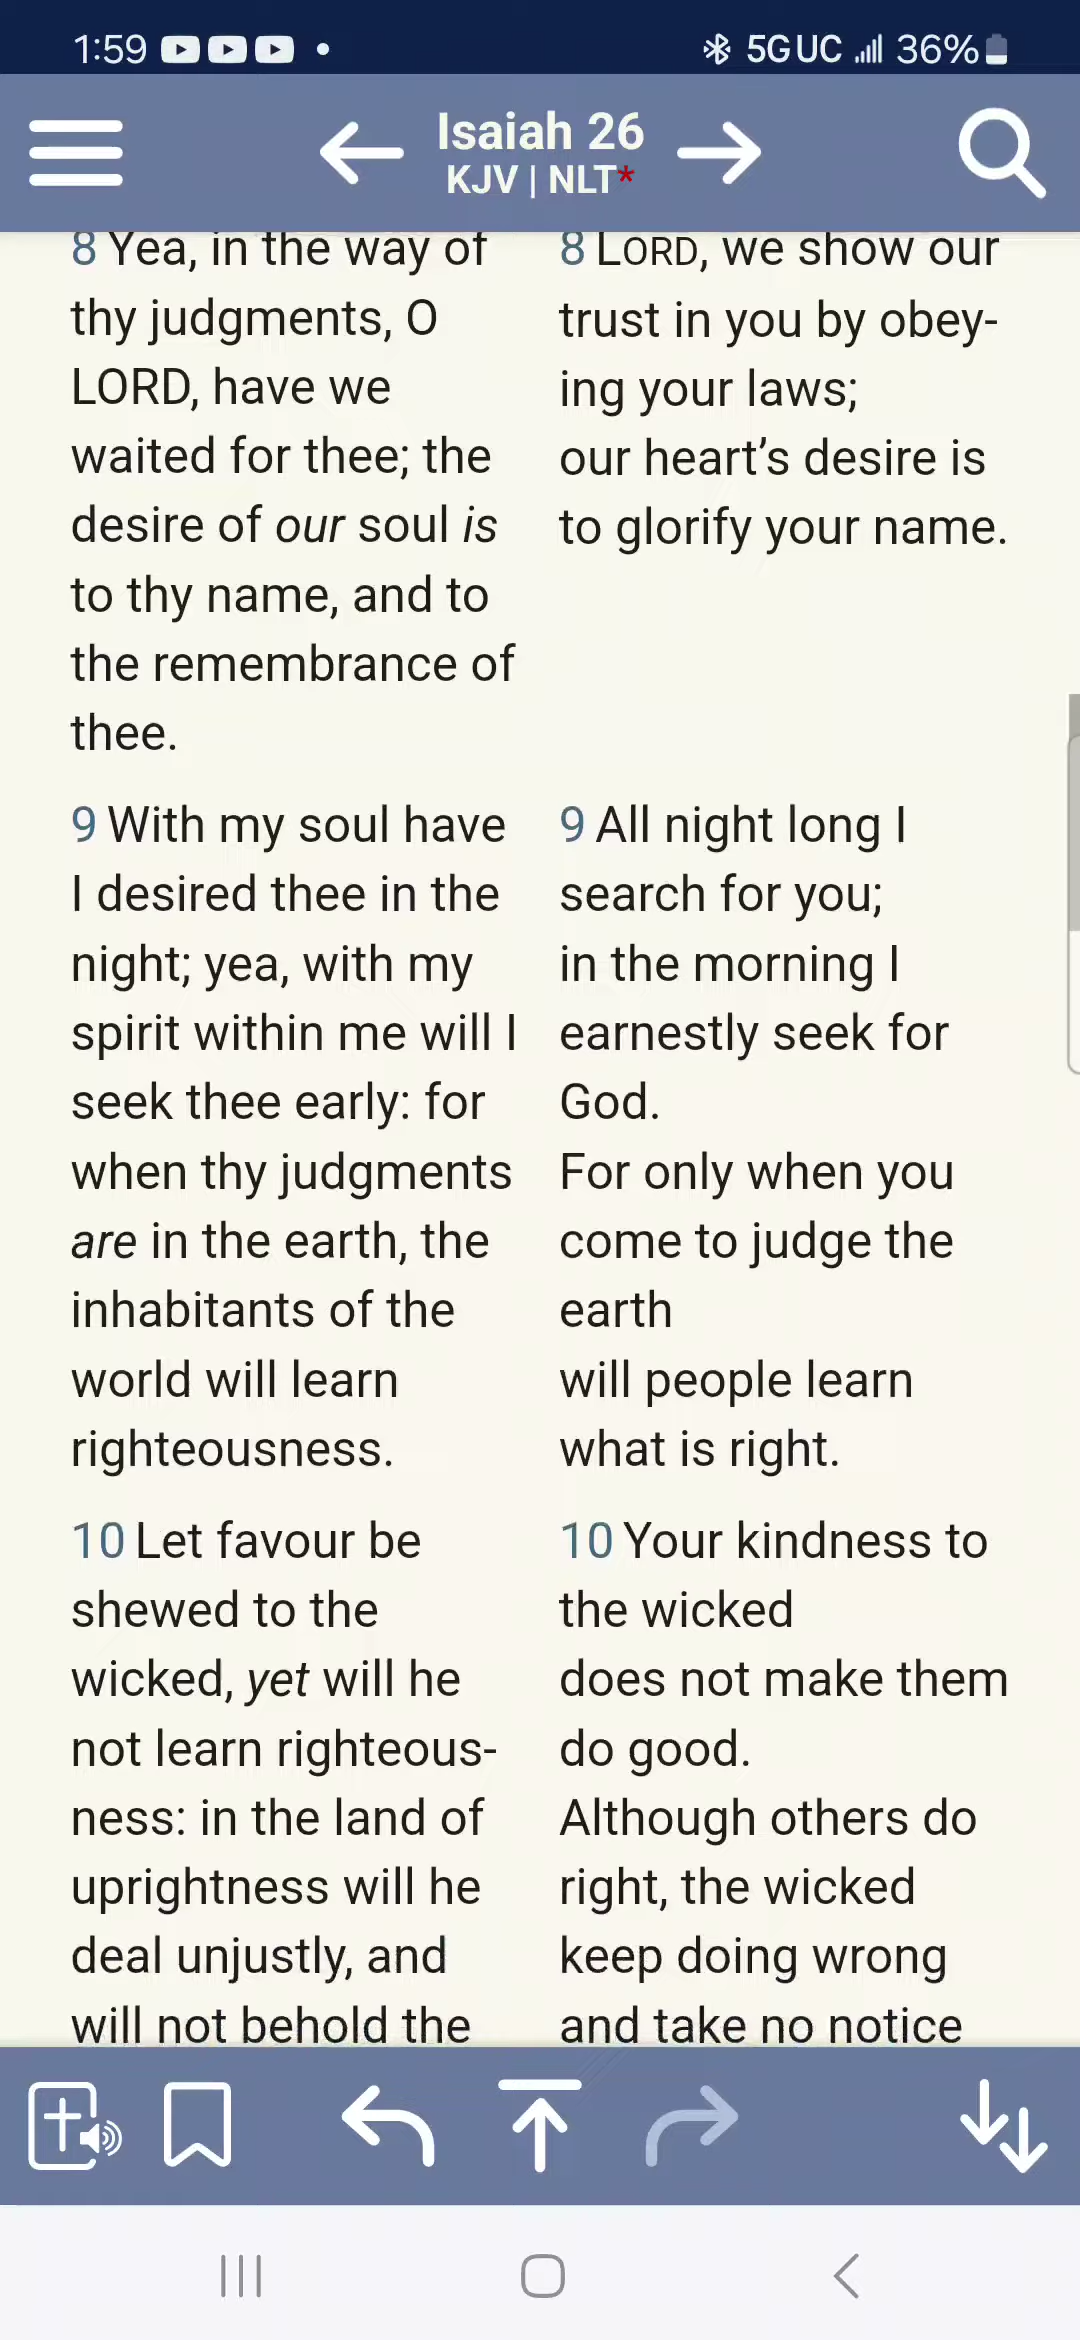 1:59
5G UC 36%
Isaiah 26
KJV | NLT*
8 Yea, in the way of
thy judgments, O
LORD, have we
waited for thee; the
desire of our soul is
to thy name, and to
the remembrance of
thee.
8 LORD, we show our
trust in you by obey-
ing your laws;
our heart’s desire is
to glorify your name.
9 With my soul have
I desired thee in the
night; yea, with my
spirit within me will I
seek thee early: for
when thy judgments
are in the earth, the
inhabitants of the
world will learn
righteousness.
9 All night long I
search for you;
in the morning I
earnestly seek for
God.
For only when you
come to judge the
earth
will people learn
what is right.
10 Let favour be
shewed to the
wicked, yet will he
not learn righteous-
ness: in the land of
uprightness will he
deal unjustly, and
will not behold the
10 Your kindness to
the wicked
does not make them
do good.
Although others do
right, the wicked
keep doing wrong
and take no notice